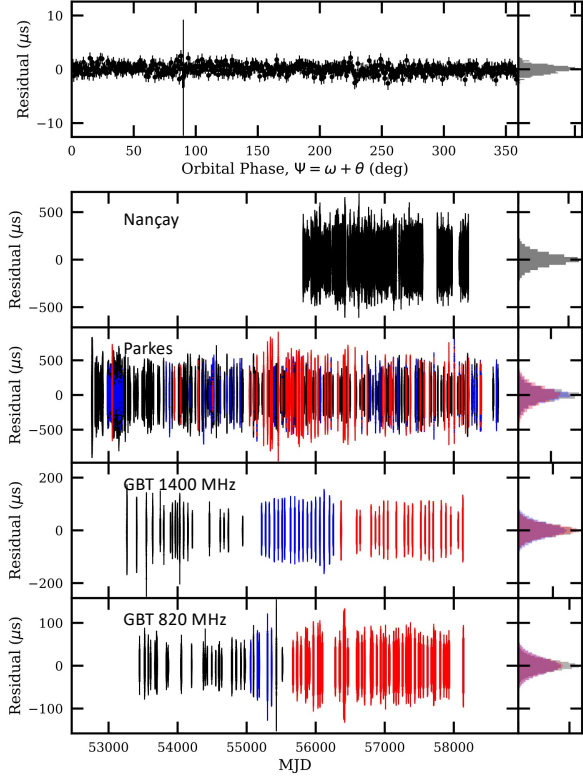 10
0
−10
Residual (μs)
0 50 100 150 200 250 300 350
Orbital Phase, Ψ = ω + θ (deg)
Nançay
500
0
−500
Residual (μs)
Parkes
500
0
−500
Residual (μs)
GBT 1400 MHz
200
0
−200
Residual (μs)
GBT 820 MHz
100
0
−100
Residual (μs)
53000 54000 55000 56000 57000 58000
MJD